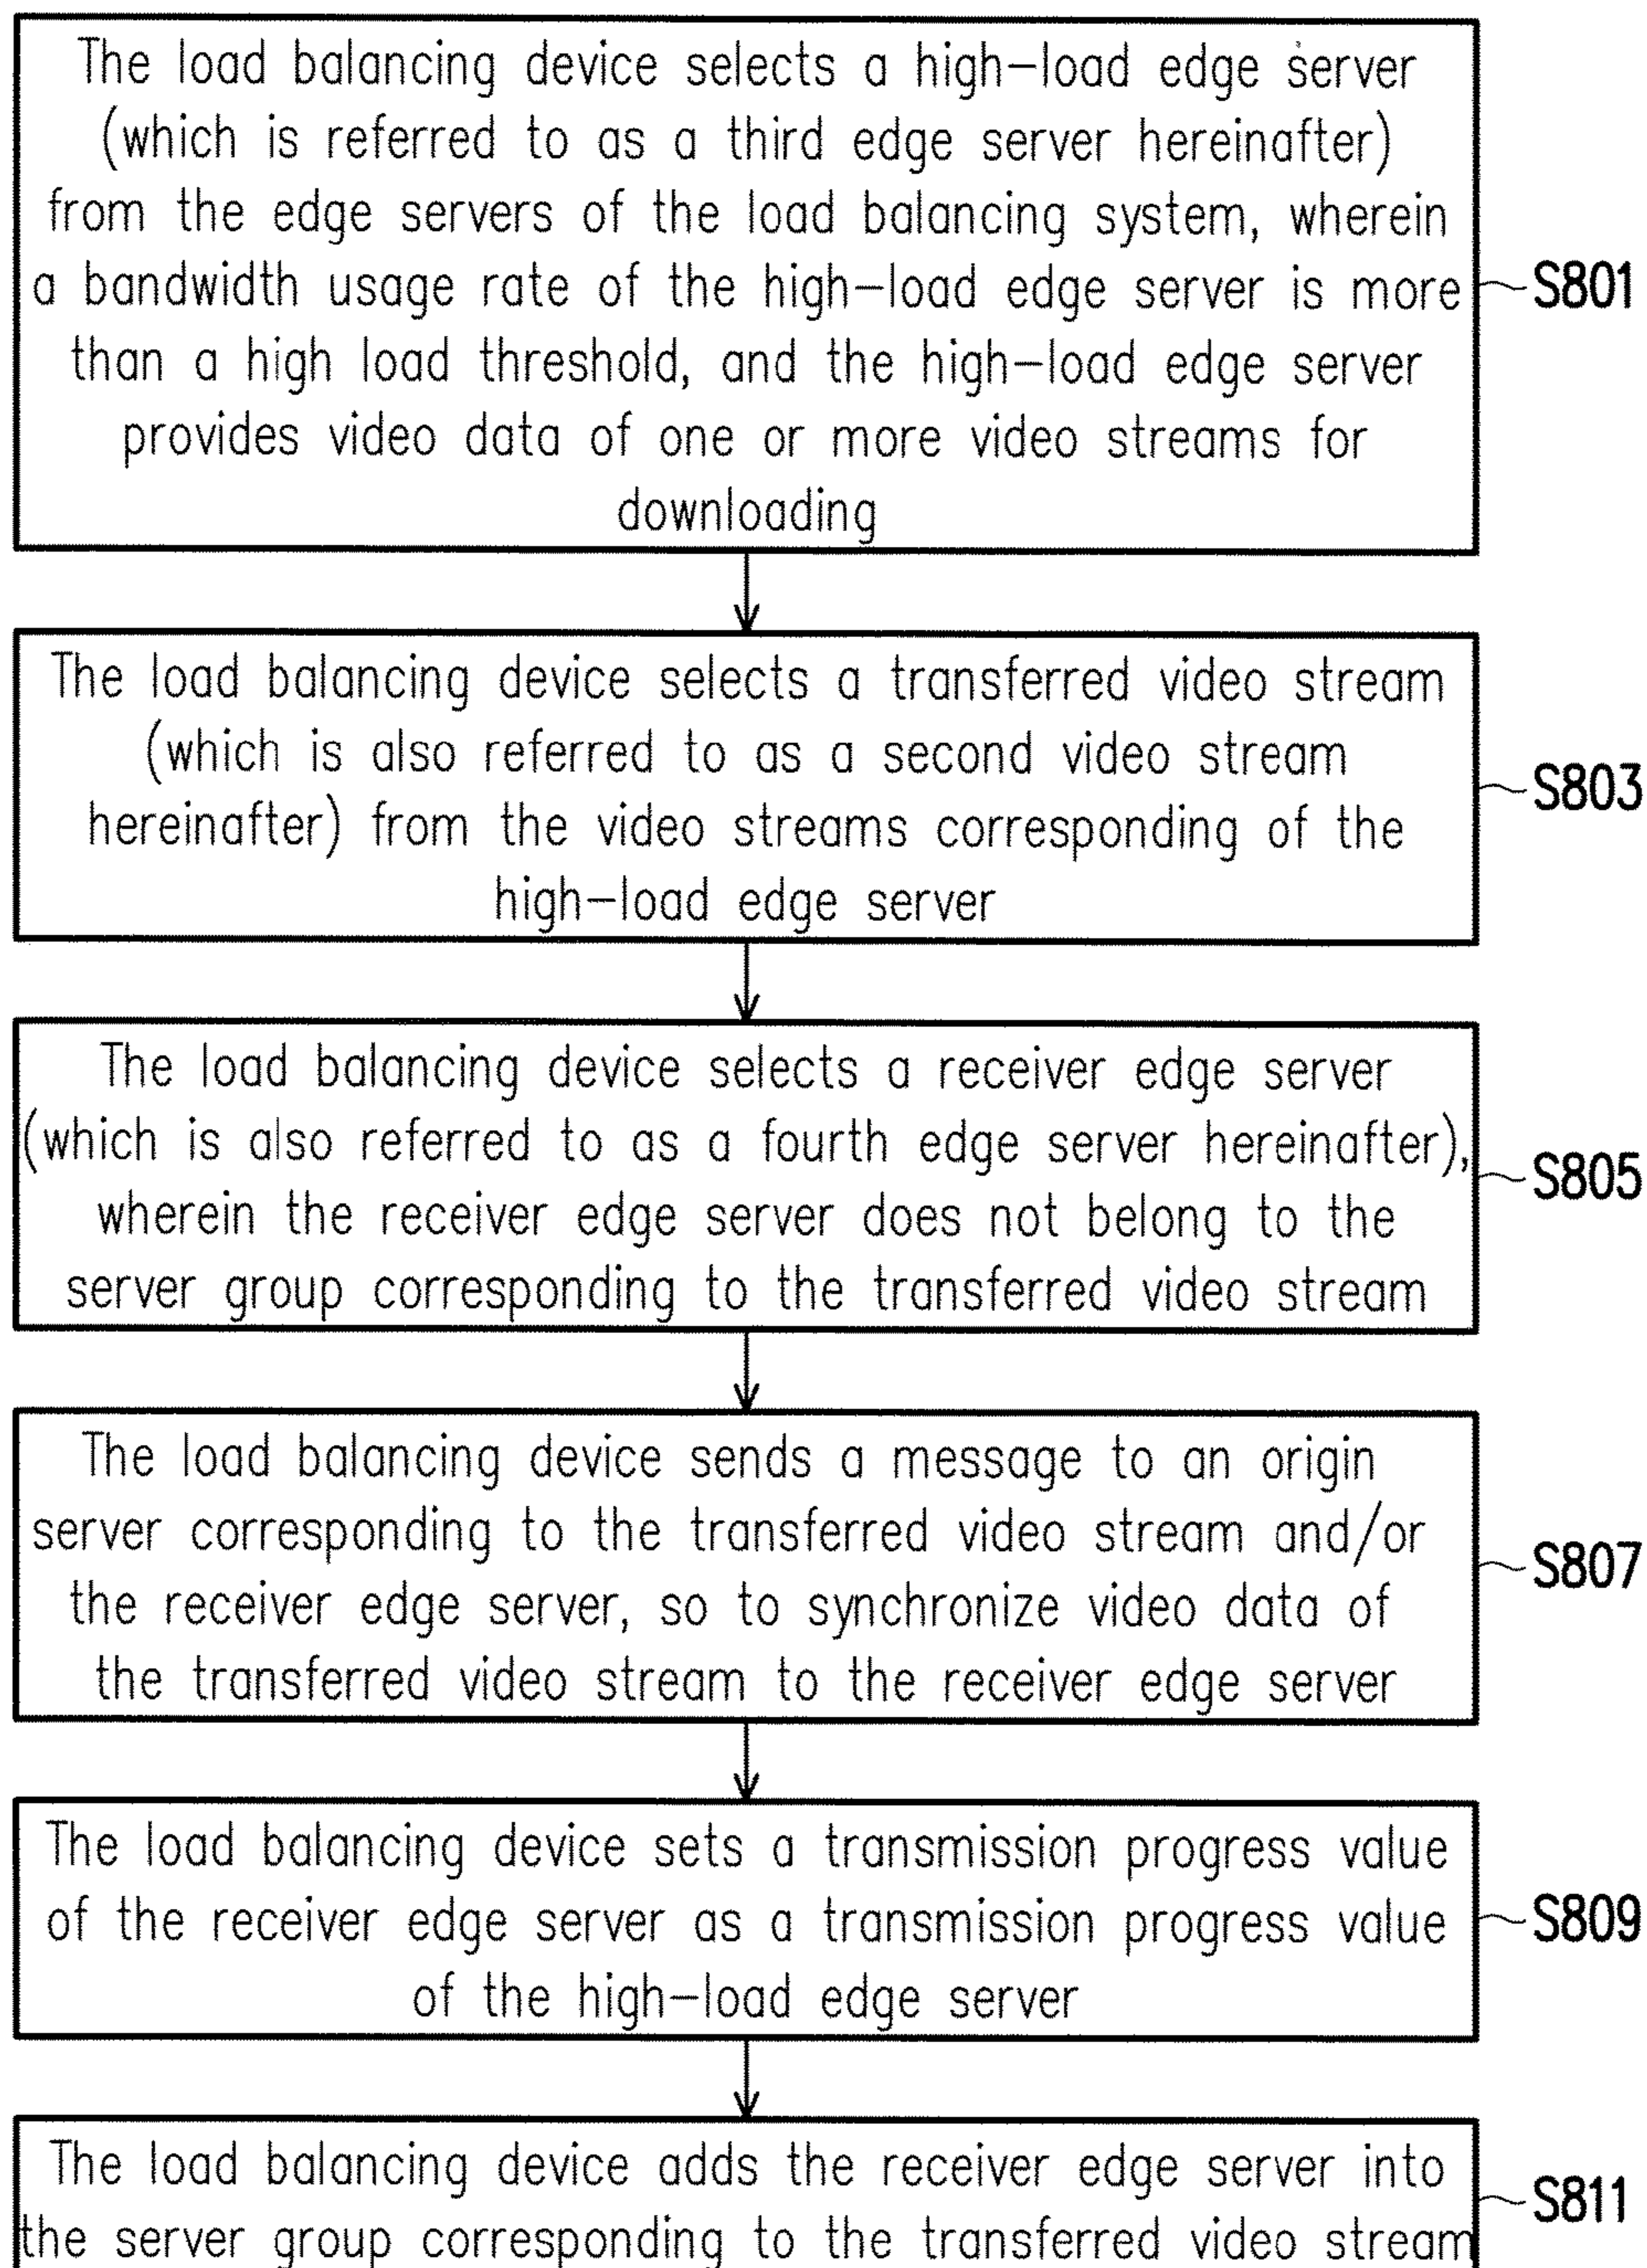 The load balancing device selects a high-load edge server
(which is referred to as a third edge server hereinafter)
from the edge servers of the load balancing system, wherein
a bandwidth usage rate of the high-load edge server is more
than a high load threshold, and the high-load edge server
provides video data of one or more video streams for
downloading
S801
The load balancing device selects a transferred video stream
(which is also referred to as a second video stream
hereinafter) from the video streams corresponding of the
high-load edge server
S803
The load balancing device selects a receiver edge server
(which is also referred to as a fourth edge server hereinafter),
wherein the receiver edge server does not belong to the
server group corresponding to the transferred video stream
S805
The load balancing device sends a message to an origin
server corresponding to the transferred video stream and/or
the receiver edge server, so to synchronize video data of
the transferred video stream to the receiver edge server
S807
The load balancing device sets a transmission progress value
of the receiver edge server as a transmission progress value
of the high-load edge server
S809
The load balancing device adds the receiver edge server into
the server group corresponding to the transferred video stream
S811